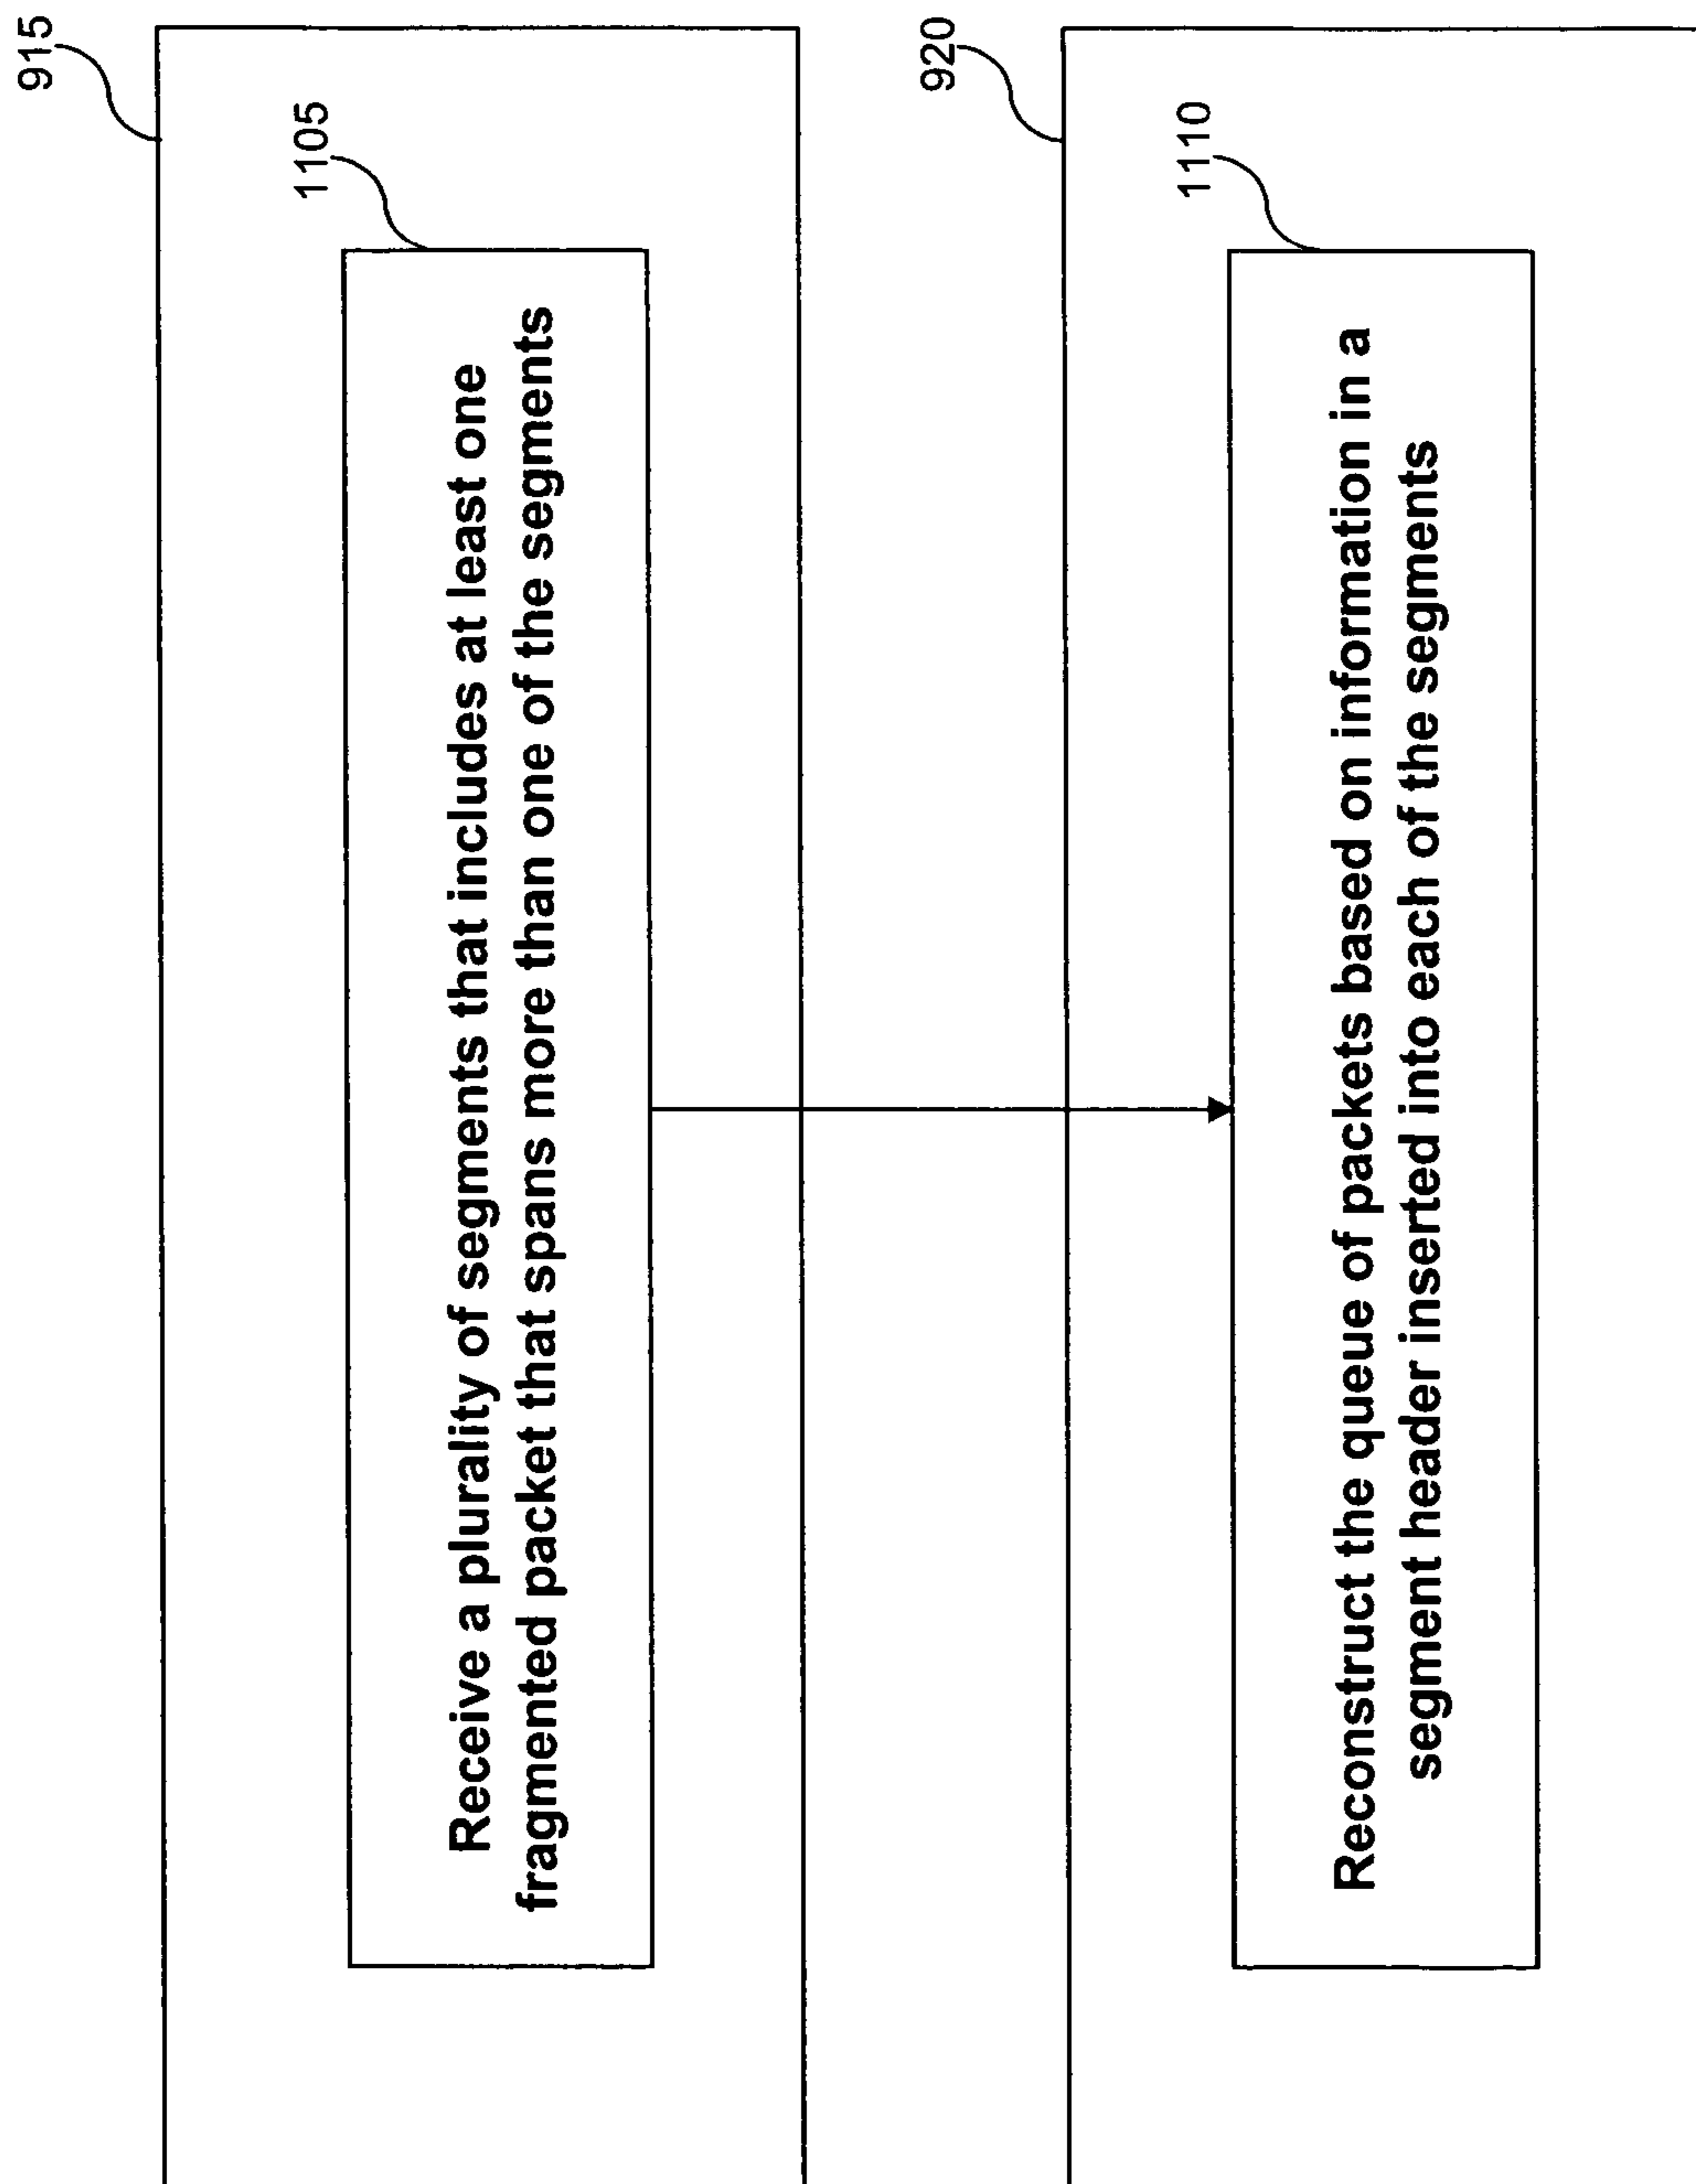 915
1105
Receive a plurality of segments that includes at least one
fragmented packet that spans more than one of the segments
920
1110
Reconstruct the queue of packets based on information in a
segment header inserted into each of the segments